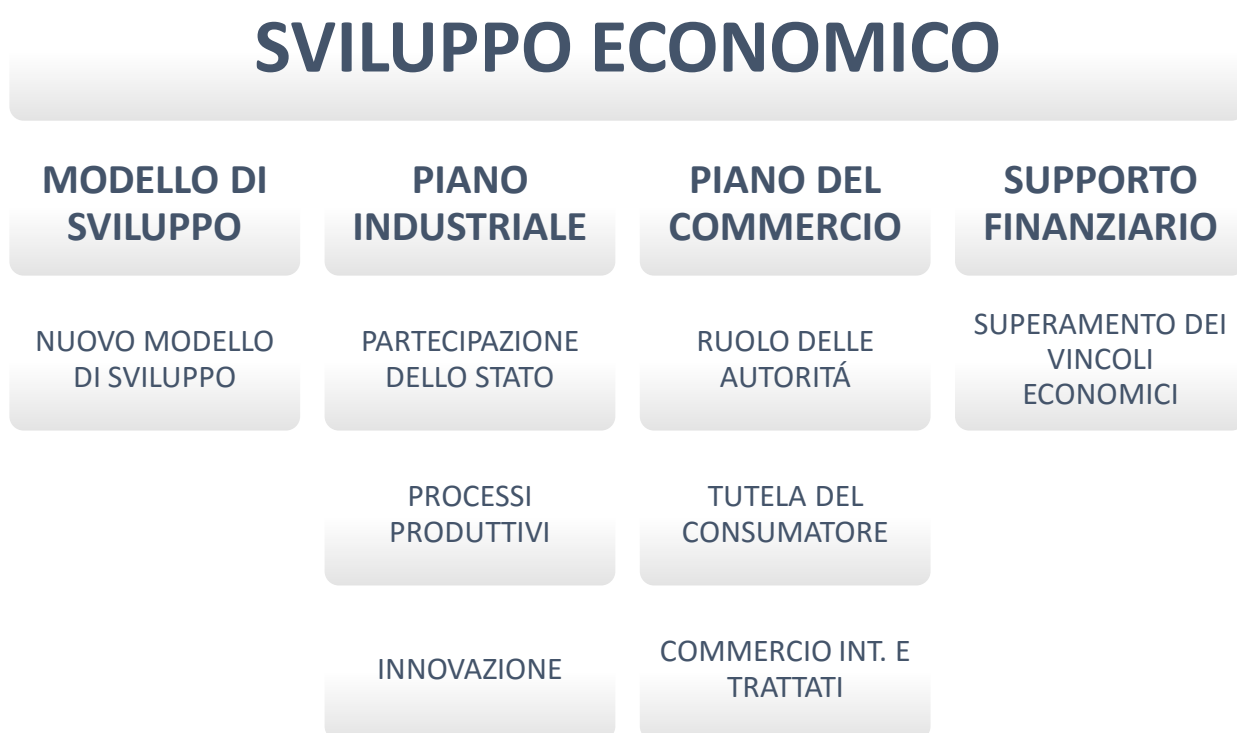 SVILUPPO ECONOMICO
MODELLO DI
SVILUPPO
PIANO
INDUSTRIALE
PIANO DEL
COMMERCIO
SUPPORTO
FINANZIARIO
NUOVO MODELLO
DI SVILUPPO
PARTECIPAZIONE
DELLO STATO
RUOLO DELLE
AUTORITÁ
SUPERAMENTO DEI
VINCOLI
ECONOMICI
PROCESSI
PRODUTTIVI
TUTELA DEL
CONSUMATORE
INNOVAZIONE
COMMERCIO INT. E
TRATTATI